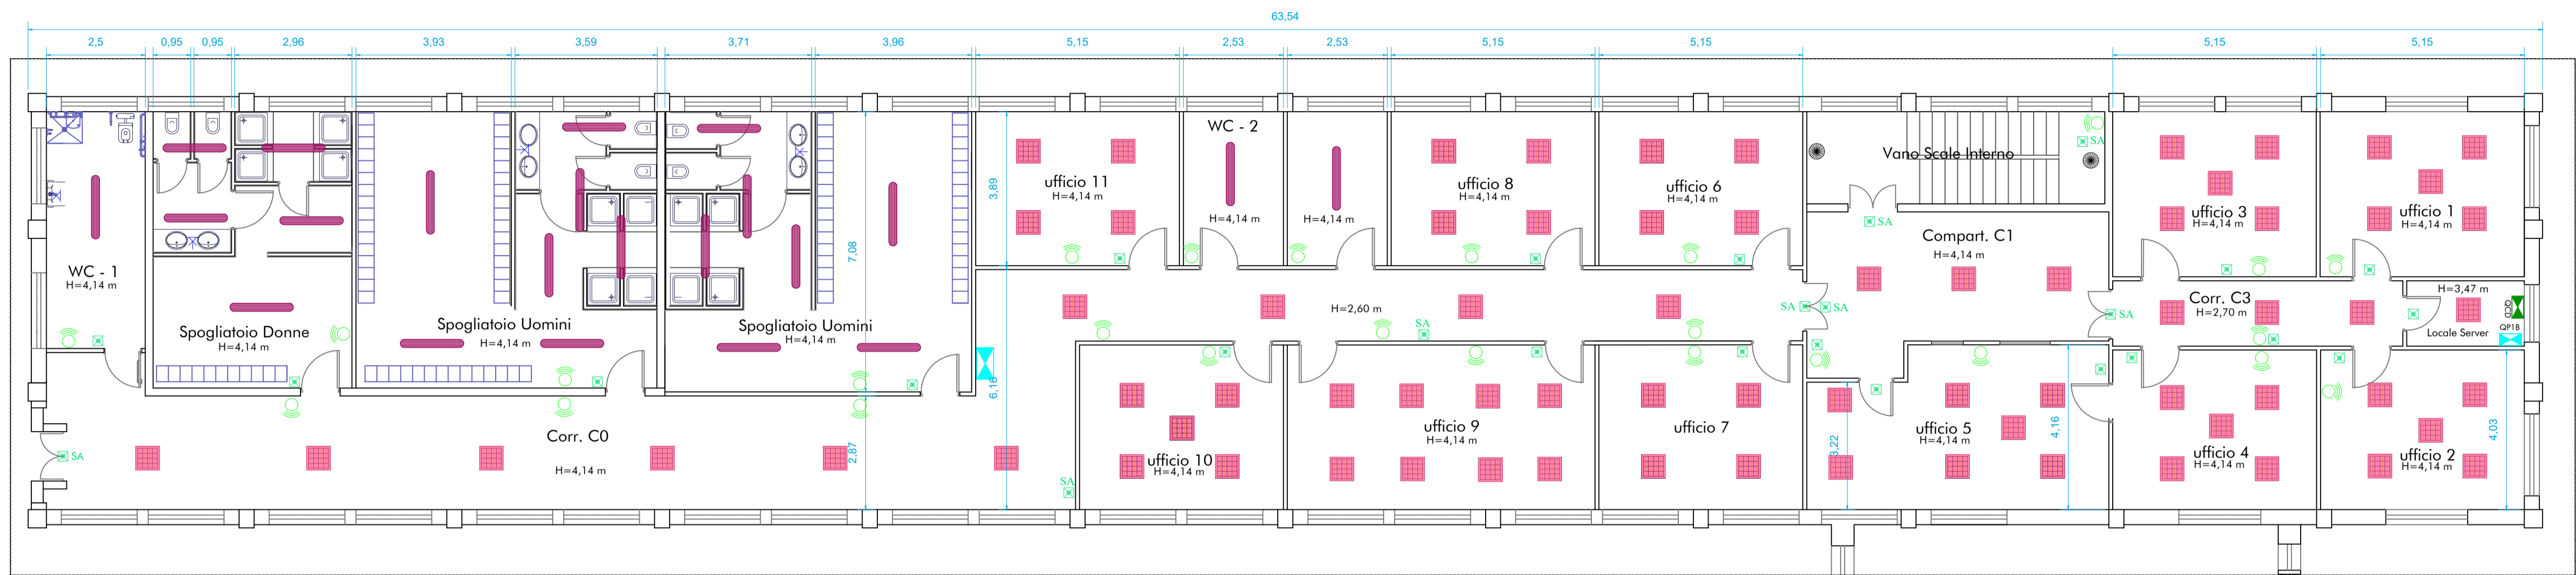 63,54
2,5
0,95
0,95
2,96
3,93
3,59
3,71
3,96
5,15
2,53
2,53
5,15
5,15
5,15
5,15
WC - 2
H=4,14 m
H=4,14 m
ufficio 11
H=4,14 m
ufficio 8
H=4,14 m
ufficio 6
H=4,14 m
Vano Scale Interno
SA
SA
Compart. C1
H=4,14 m
ufficio 3
H=4,14 m
ufficio 1
H=4,14 m
3,89
7,08
WC - 1
H=4,14 m
Spogliatoio Donne
H=4,14 m
Spogliatoio Uomini
H=4,14 m
Spogliatoio Uomini
H=4,14 m
H=2,60 m
SA
SA
SA
SA
Corr. C3
H=2,70 m
H=3,47 m
QCD
QP1B
Locale Server
6,16
Corr. C0
H=4,14 m
SA
2,87
SA
ufficio 10
H=4,14 m
ufficio 9
H=4,14 m
ufficio 7
3,22
ufficio 5
H=4,14 m
4,16
ufficio 4
H=4,14 m
ufficio 2
H=4,14 m
4,03